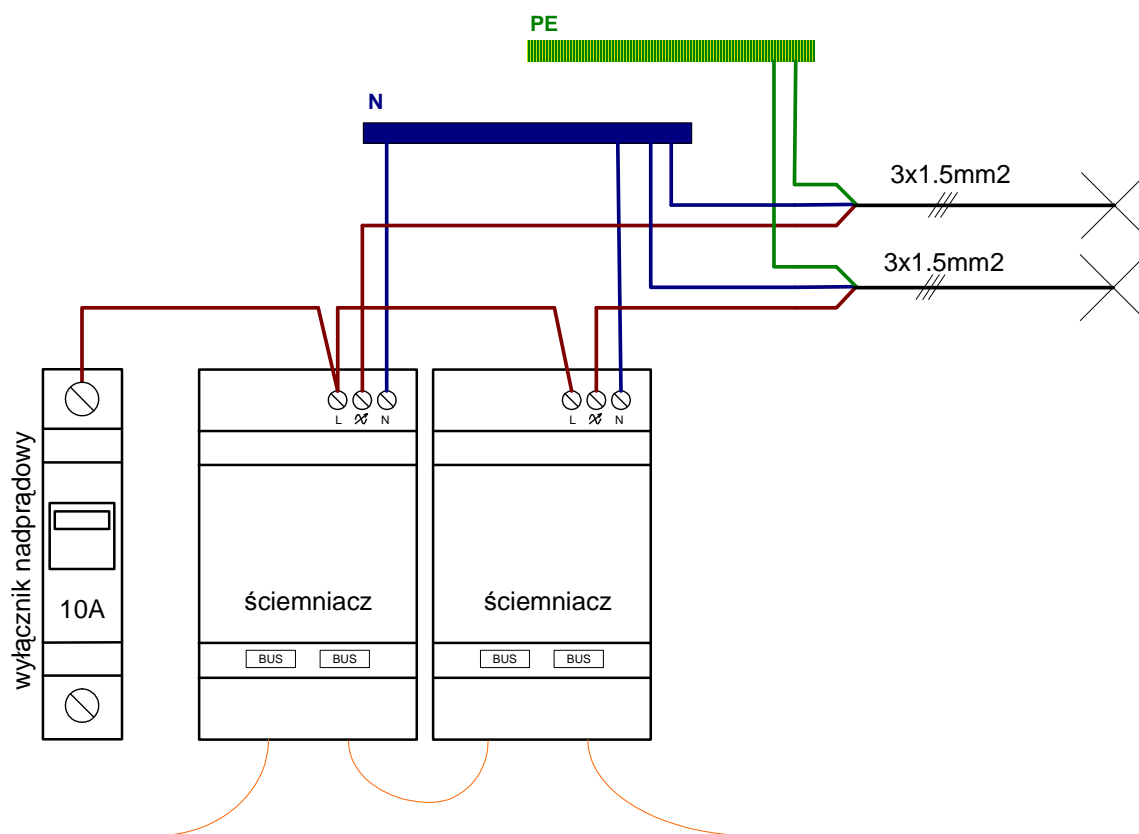 PE
N
3x1.5mm2
3x1.5mm2
L
N
L
N
wyłącznik nadprądowy
10A
ściemniacz
ściemniacz
BUS
BUS
BUS
BUS